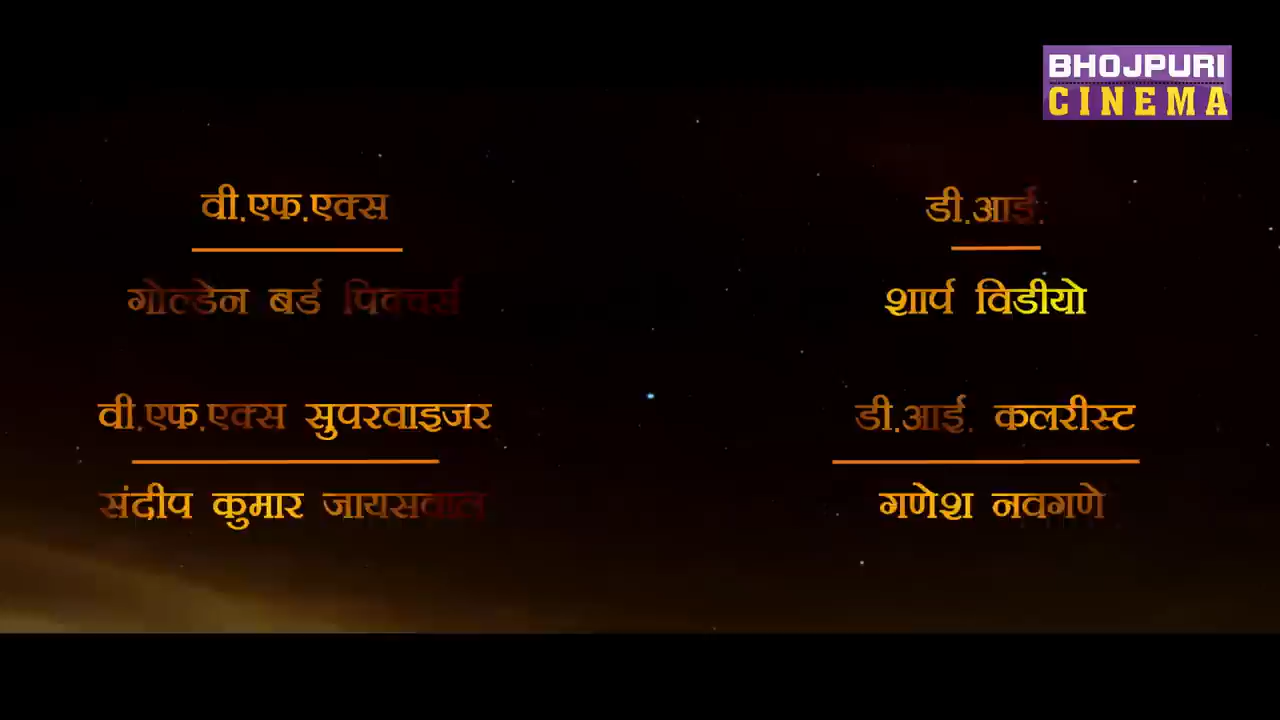 BHOJPURI
CINEMA
वी.एफ.एक्स
गोल्डेन बर्ड पिक्चर्स
वी.एफ.एक्स सुपरवाइजर
संदीप कुमार जायसवाल
डी.आई.
शार्प विडीयो
डी.आई. कलरीस्ट
गणेश नवगणे